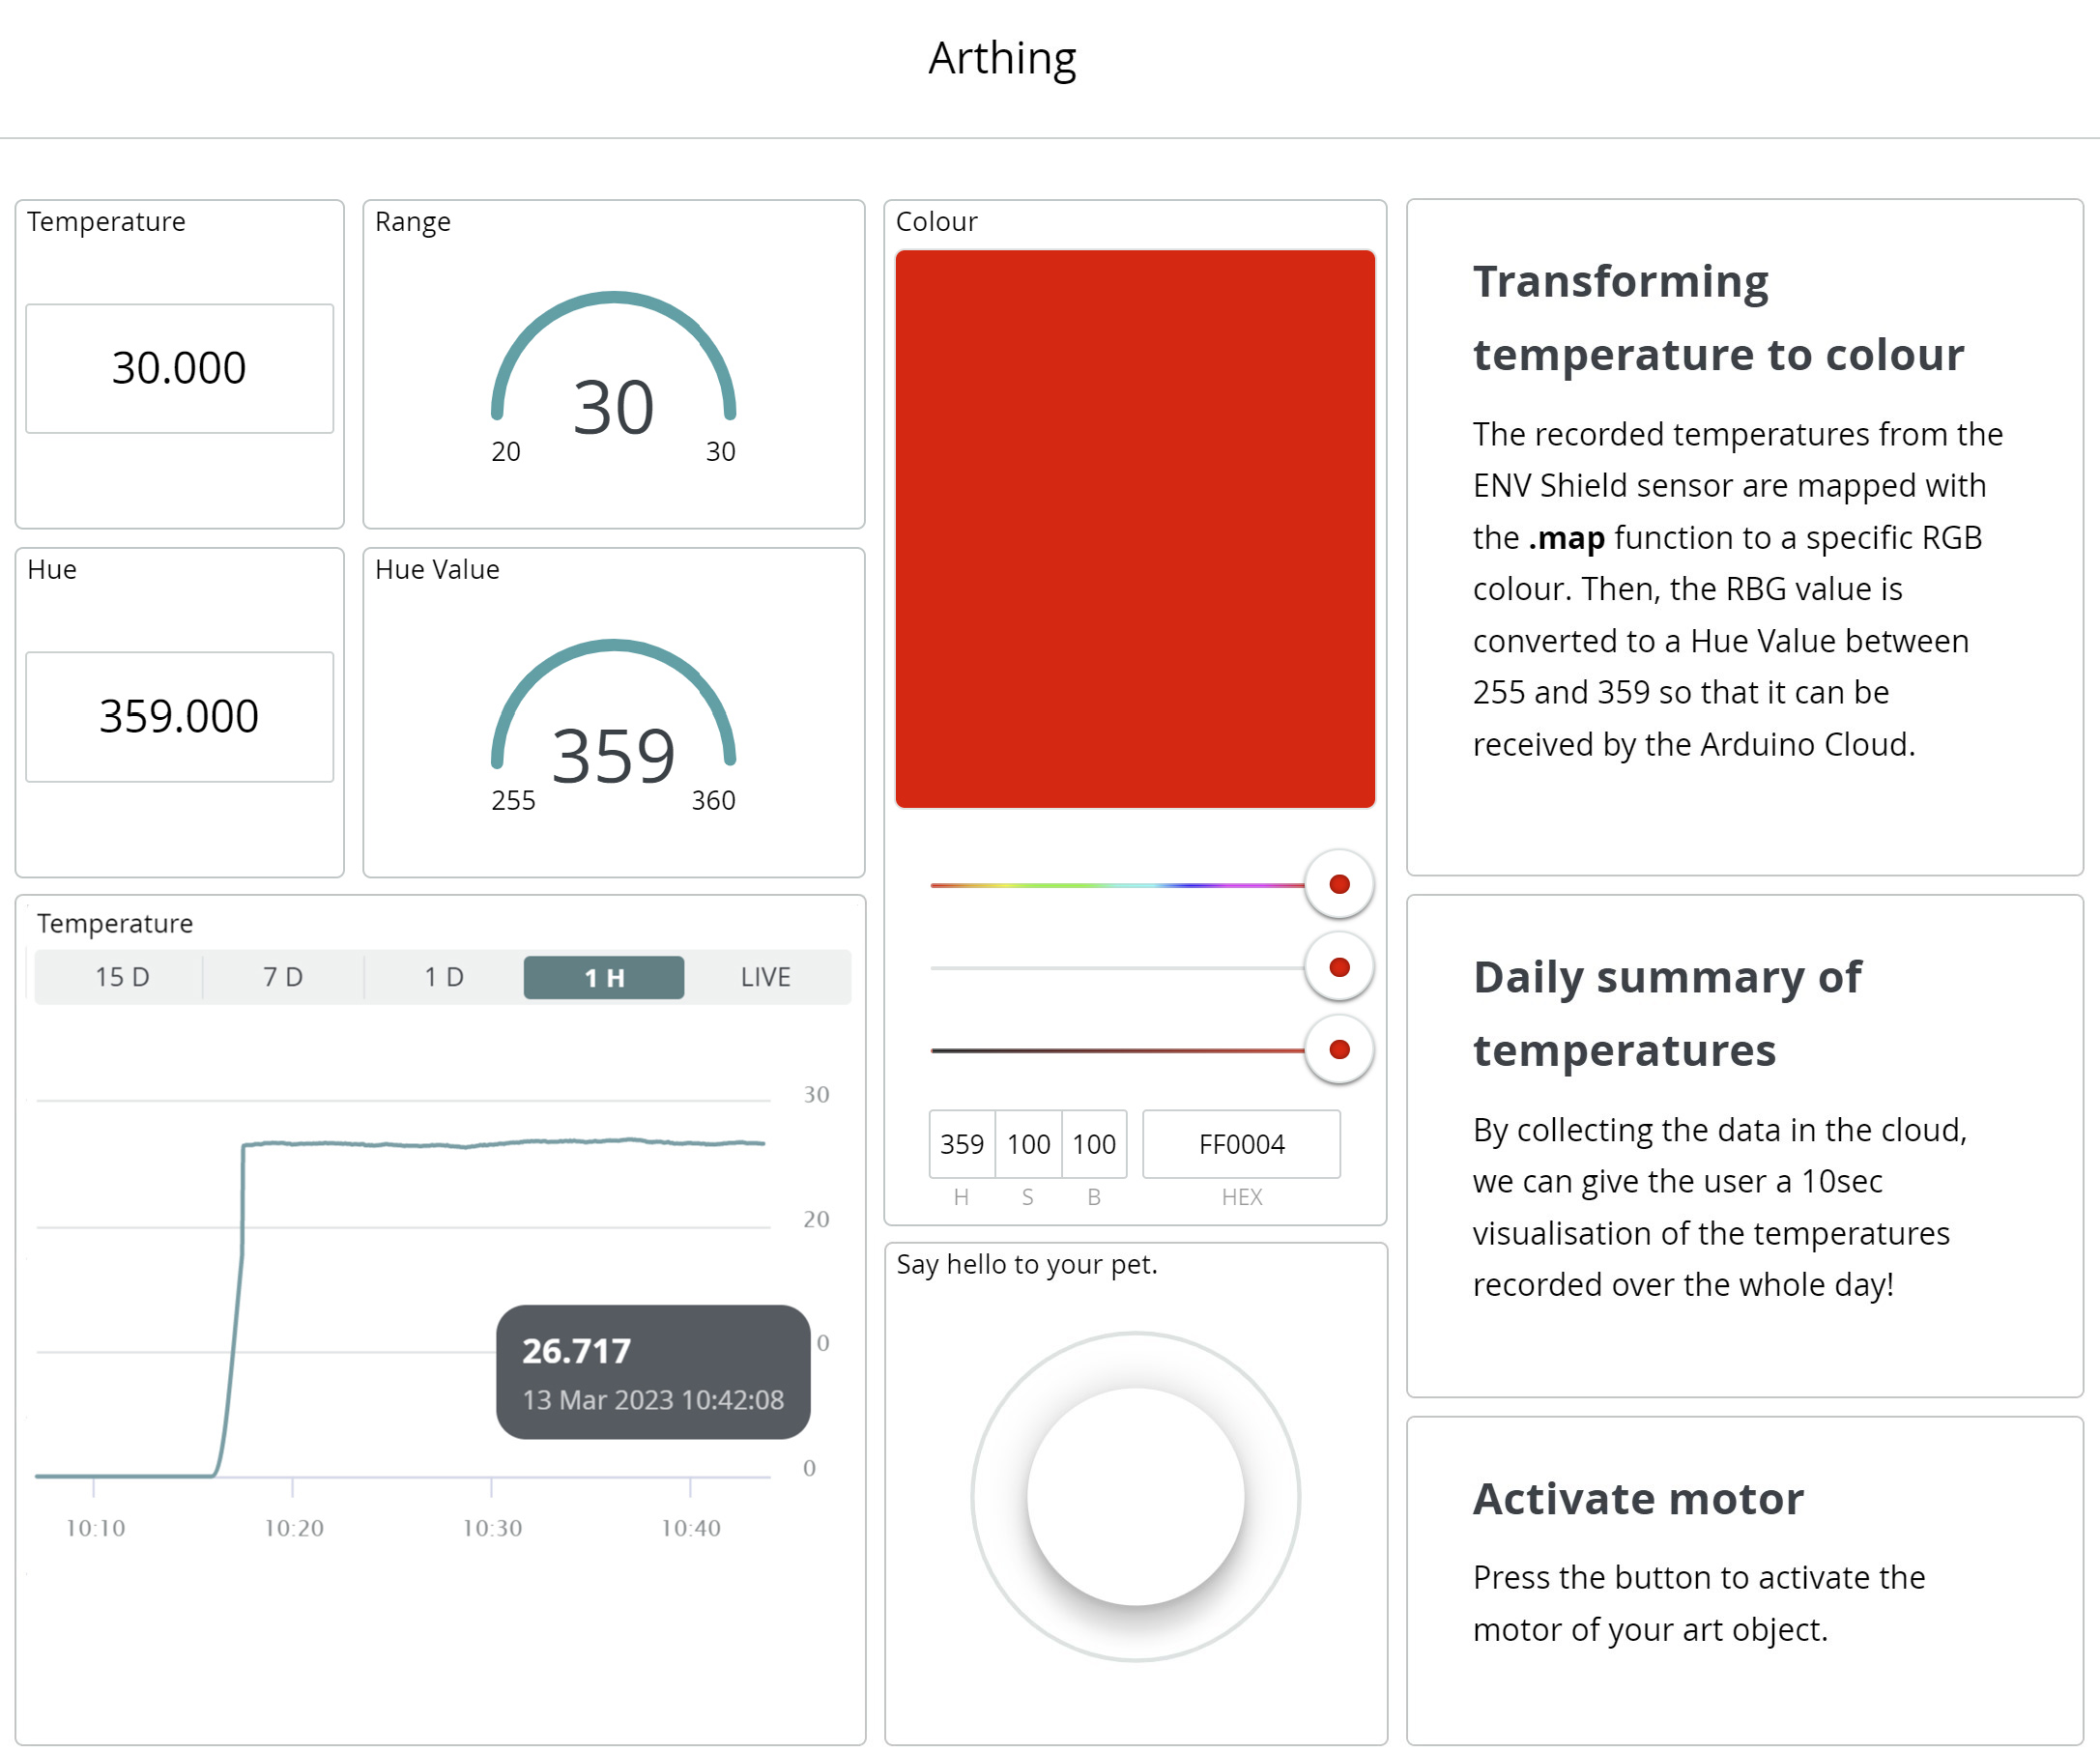 Arthing
Temperature
30.000
Range
30
20 30
Hue
359.000
Hue Value
359
255 360
Temperature
15 D 7 D 1 D 1 H LIVE
30
20
0
0
26.717
13 Mar 2023 10:42:08
10:10 10:20 10:30 10:40
Colour
359 100 100 FF0004
H S B HEX
Say hello to your pet.
Transforming
temperature to colour
The recorded temperatures from the
ENV Shield sensor are mapped with
the .map function to a specific RGB
colour. Then, the RBG value is
converted to a Hue Value between
255 and 359 so that it can be
received by the Arduino Cloud.
Daily summary of
temperatures
By collecting the data in the cloud,
we can give the user a 10sec
visualisation of the temperatures
recorded over the whole day!
Activate motor
Press the button to activate the
motor of your art object.